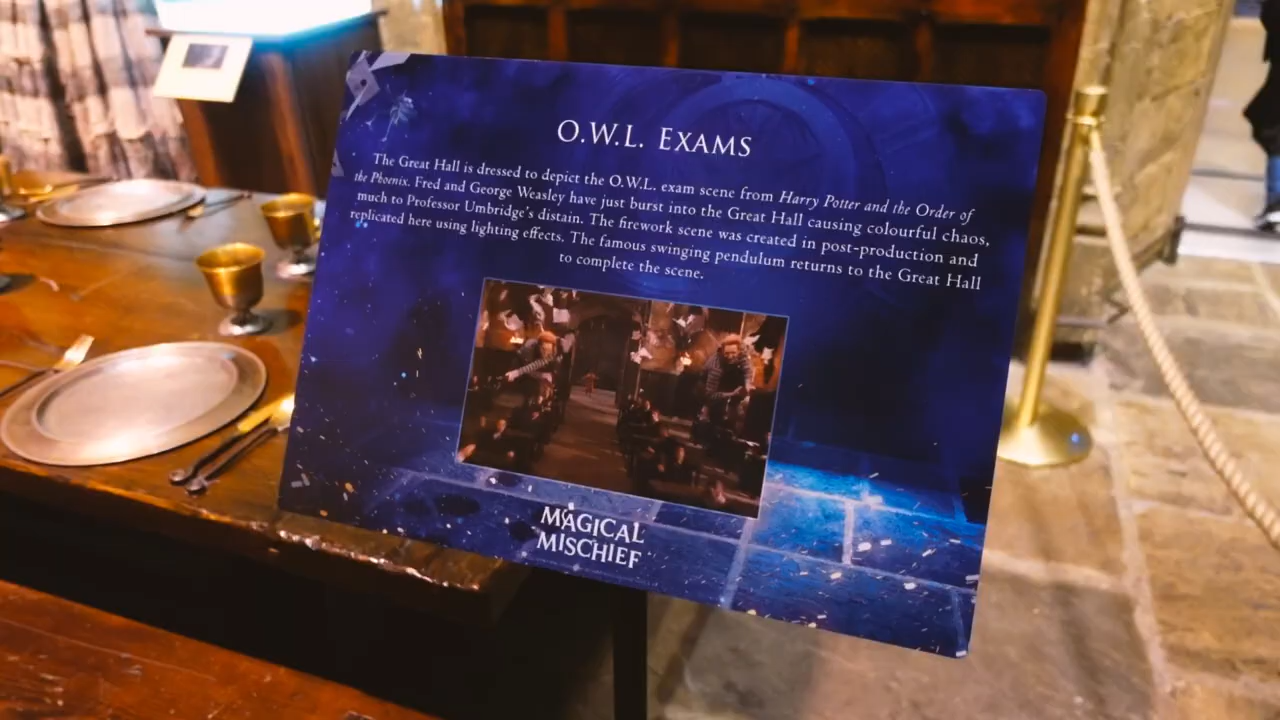 O.W.L. EXAMS
The Great Hall is dressed to depict the O.W.L. exam scene from Harry Potter and the Order of
the Phoenix. Fred and George Weasley have just burst into the Great Hall causing colourful chaos,
much to Professor Umbridge's distain. The firework scene was created in post-production and
replicated here using lighting effects. The famous swinging pendulum returns to the Great Hall
to complete the scene.
MAGICAL
MISCHIEF